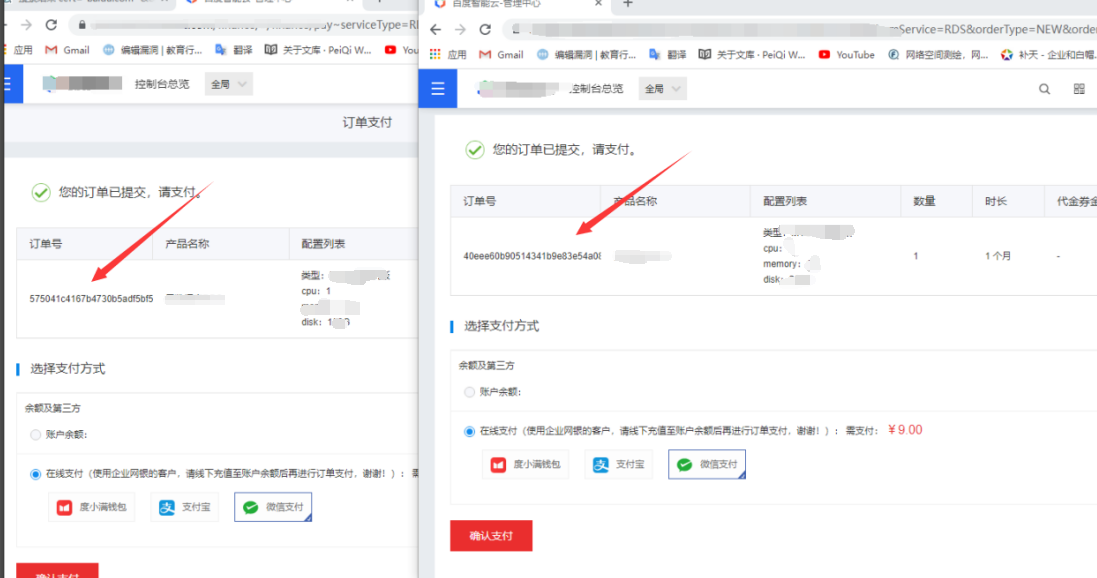 应用
Gmail
编辑漏洞 | 教育行...
翻译
关于文库 · PeiQi W...
控制台总览
全局
订单支付
您的订单已提交，请支付。
订单号
产品名称
配置列表
575041c4167b4730b5adf5bf5
类型:
cpu: 1
disk:
选择支付方式
余额及第三方
账户余额:
在线支付（使用企业网银的客户，请线下充值至账户余额后再进行订单支付，谢谢！）：
度小满钱包
支付宝
微信支付
确认支付
百度智能云-管理中心
Service=RDS&orderType=NEW&order
应用
Gmail
编辑漏洞 | 教育行...
翻译
关于文库 · PeiQi W...
YouTube
网络空间测绘，网...
补天 - 企业和白帽
控制台总览
全局
您的订单已提交，请支付。
订单号
产品名称
配置列表
数量
时长
代金券金
40eee60b90514341b9e83e54a08
类型:
cpu:
memory:
disk:
1
1 个月
-
选择支付方式
余额及第三方
账户余额:
在线支付（使用企业网银的客户，请线下充值至账户余额后再进行订单支付，谢谢！）： 需支付： ¥9.00
度小满钱包
支付宝
微信支付
确认支付